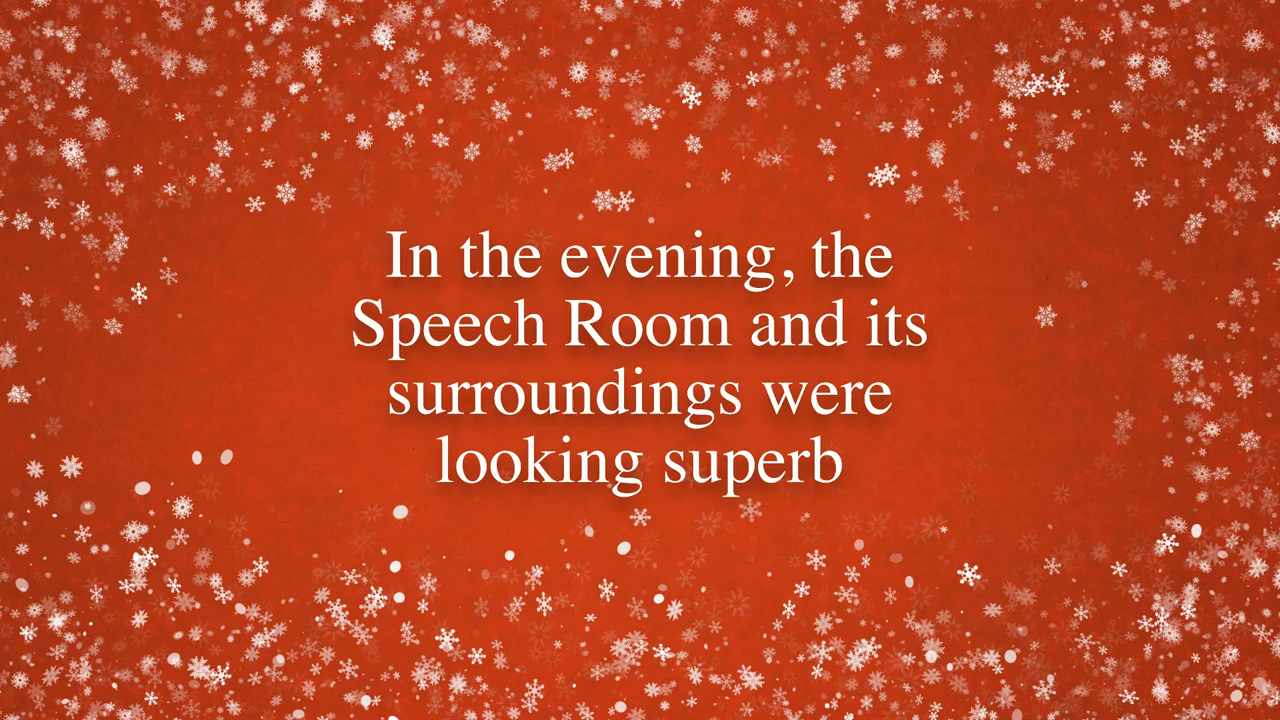 In the evening, the
Speech Room and its
surroundings were
looking superb